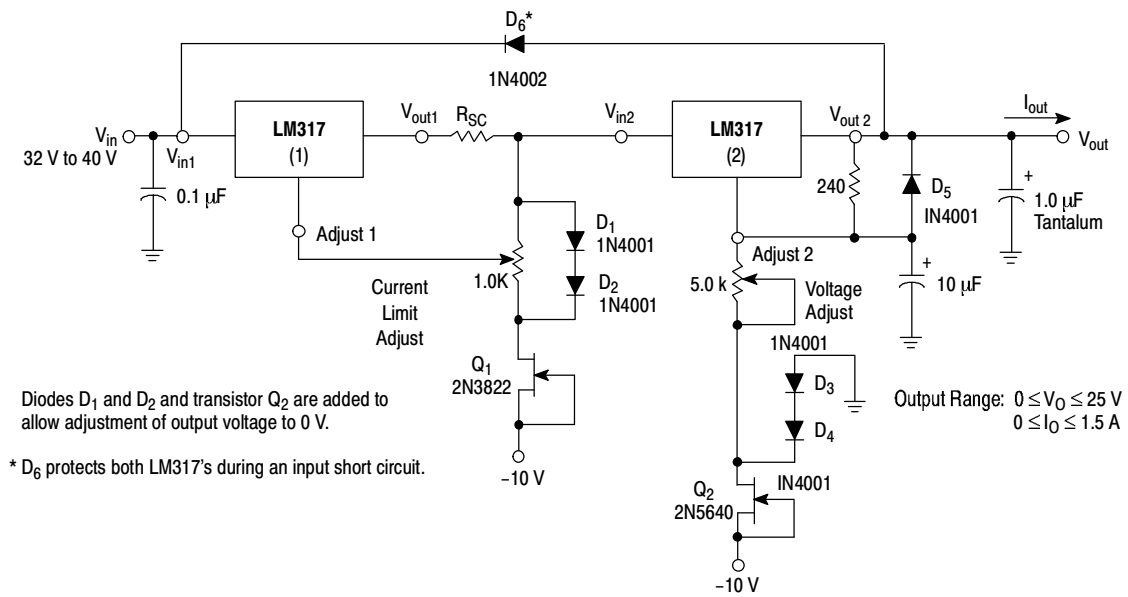 D6*
1N4002
Vin
32 V to 40 V
Vin1
0.1 μF
LM317
(1)
Vout1
RSC
Vin2
LM317
(2)
Vout 2
Iout
Vout
Adjust 1
1.0K
Current
Limit
Adjust
D1
1N4001
D2
1N4001
240
D5
IN4001
+
1.0 μF
Tantalum
Adjust 2
5.0 k
Voltage
Adjust
+
10 μF
1N4001
D3
D4
IN4001
Q1
2N3822
–10 V
Q2
2N5640
–10 V
Diodes D1 and D2 and transistor Q2 are added to
allow adjustment of output voltage to 0 V.
* D6 protects both LM317's during an input short circuit.
Output Range: 0 ≤ VO ≤ 25 V
0 ≤ IO ≤ 1.5 A